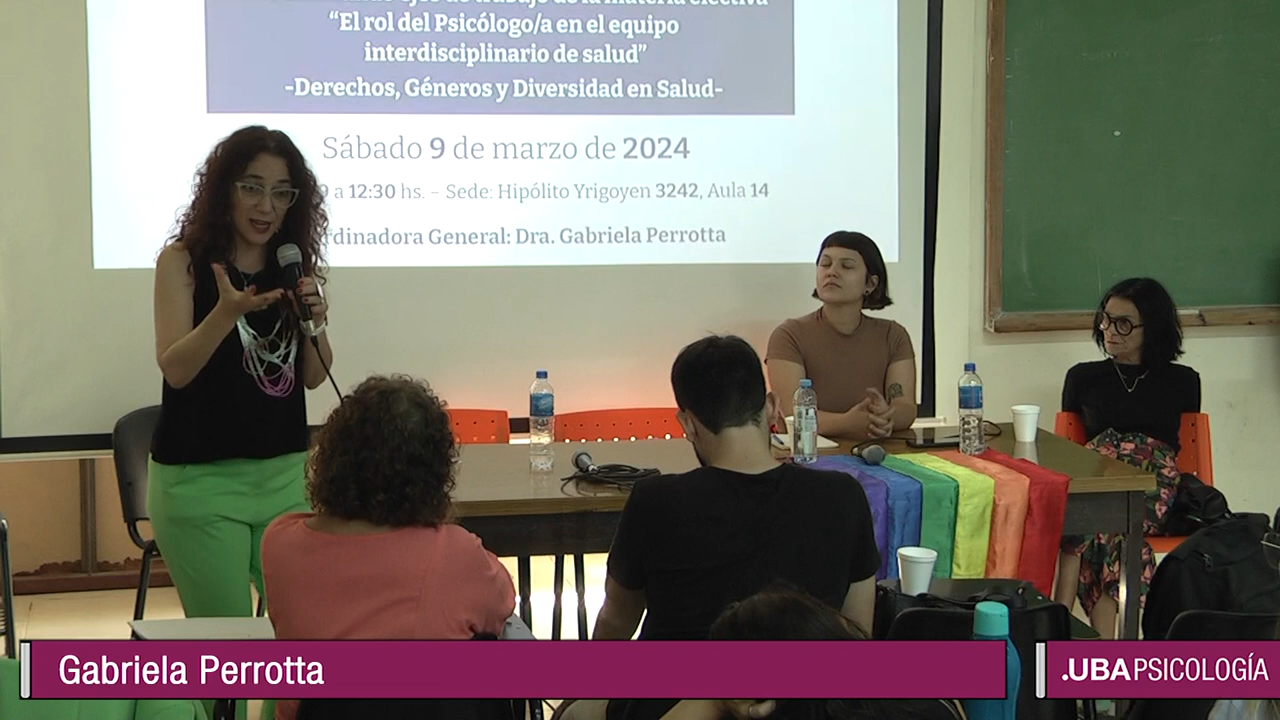 “El rol del Psicólogo/a en el equipo
interdisciplinario de salud”
-Derechos, Géneros y Diversidad en Salud-
Sábado 9 de marzo de 2024
a 12:30 hs. – Sede: Hipólito Yrigoyen 3242, Aula 14
General: Dra. Gabriela Perrotta
Gabriela Perrotta
.UBAPSICOLOGÍA